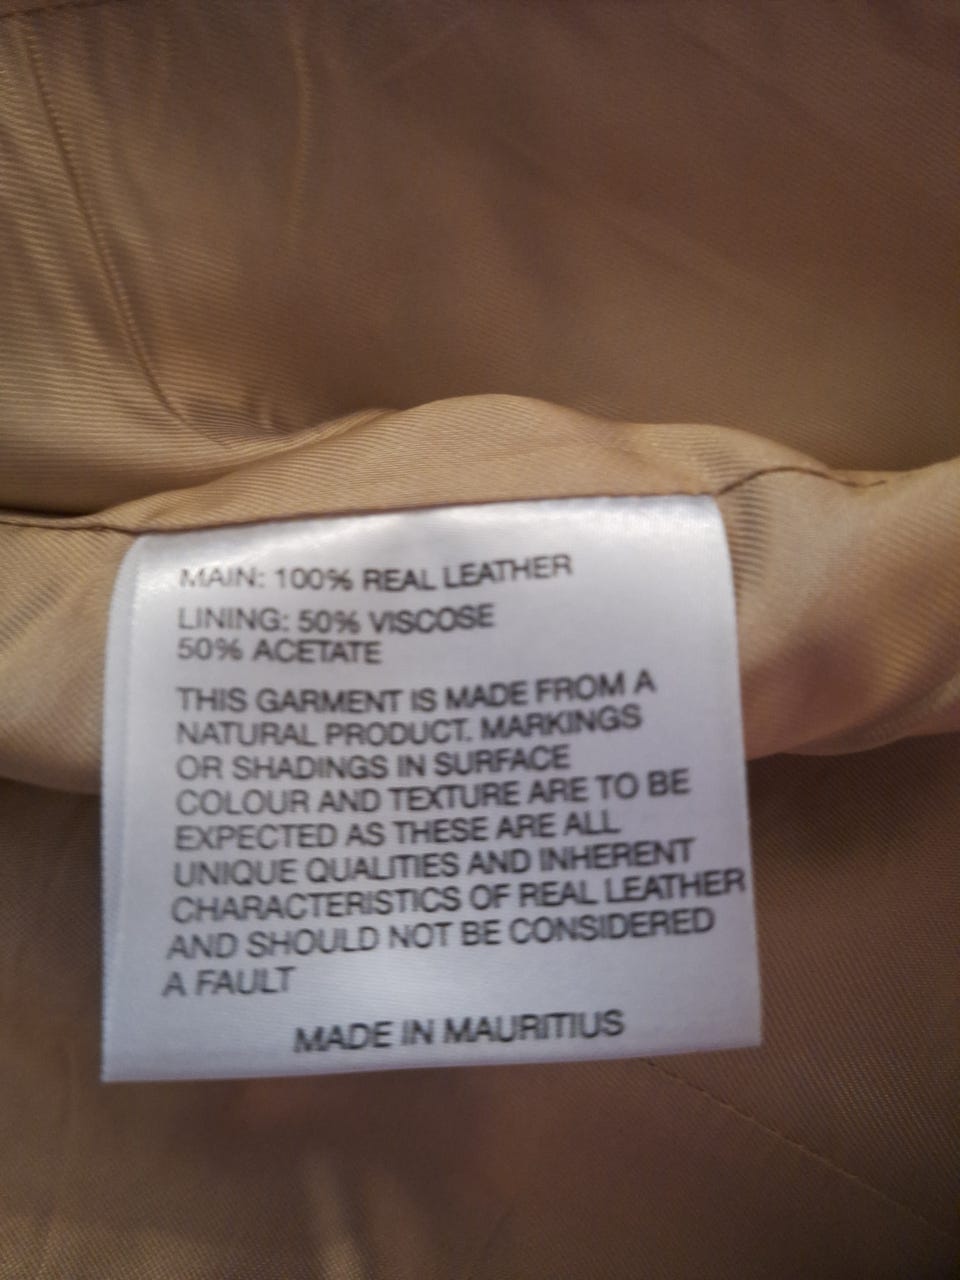 MAIN: 100% REAL LEATHER
LINING: 50% VISCOSE
50% ACETATE
THIS GARMENT IS MADE FROM A
NATURAL PRODUCT. MARKINGS
OR SHADINGS IN SURFACE
COLOUR AND TEXTURE ARE TO BE
EXPECTED AS THESE ARE ALL
UNIQUE QUALITIES AND INHERENT
CHARACTERISTICS OF REAL LEATHER
AND SHOULD NOT BE CONSIDERED
A FAULT
MADE IN MAURITIUS